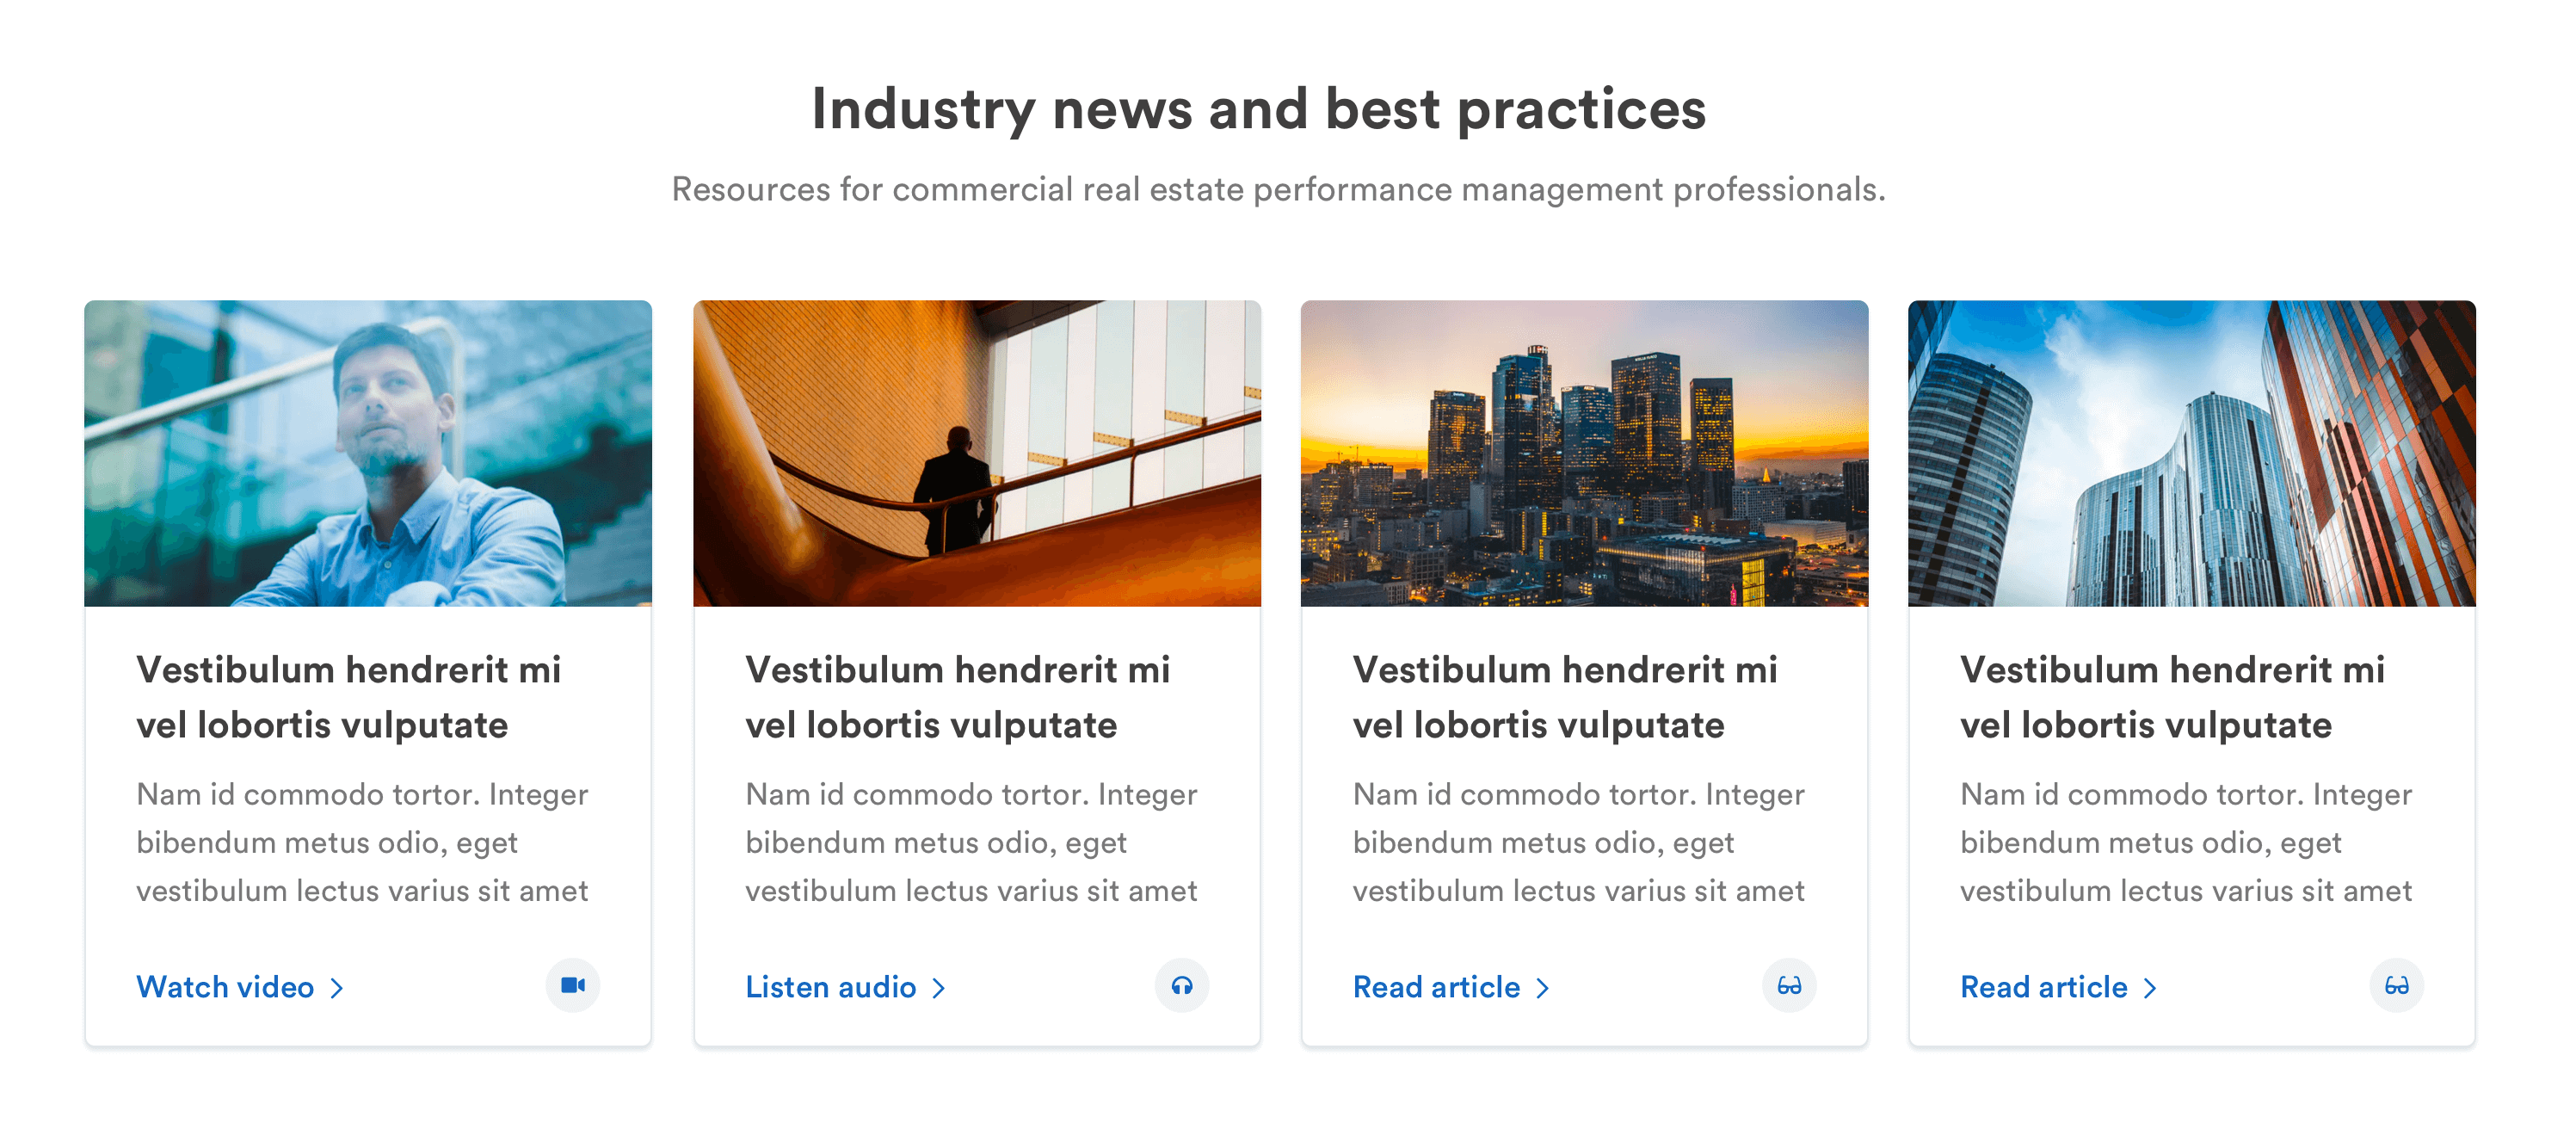 Industry news and best practices
Resources for commercial real estate performance management professionals.
Vestibulum hendrerit mi
vel lobortis vulputate
Nam id commodo tortor. Integer
bibendum metus odio, eget
vestibulum lectus varius sit amet
Watch video
Vestibulum hendrerit mi
vel lobortis vulputate
Nam id commodo tortor. Integer
bibendum metus odio, eget
vestibulum lectus varius sit amet
Listen audio
WELLS FARGO
Vestibulum hendrerit mi
vel lobortis vulputate
Nam id commodo tortor. Integer
bibendum metus odio, eget
vestibulum lectus varius sit amet
Read article
Vestibulum hendrerit mi
vel lobortis vulputate
Nam id commodo tortor. Integer
bibendum metus odio, eget
vestibulum lectus varius sit amet
Read article